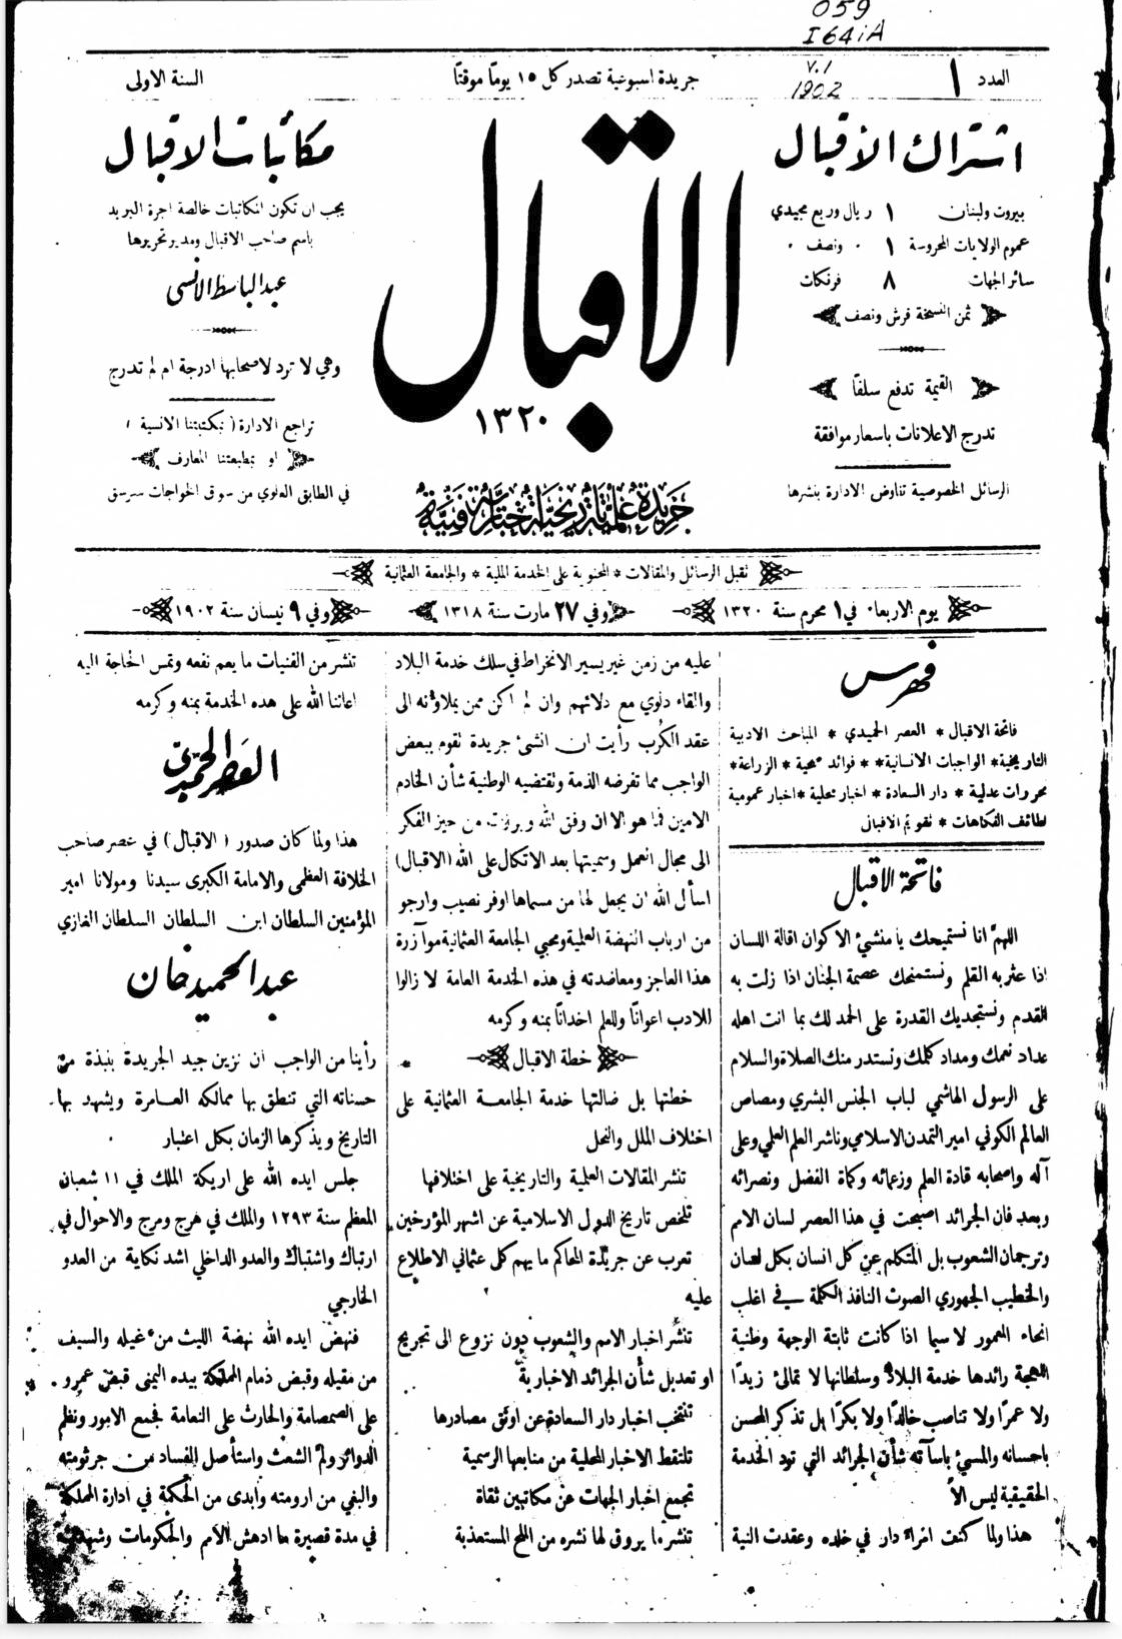 059
I64iA
v.1
1902
العدد ١
جريدة اسبوعية تصدر كل ١٥ يوماً موقتاً
السنة الاولى
اشتراك الاقبال
بيروت ولبنان ١ ريال وربع مجيدي
عموم الولايات المحروسة ١ ٠ ونصف ٠
سائر الجهات ٨ فرنكات
ثمن النسخة قرش ونصف
القيمة تدفع سلفاً
تدرج الاعلانات باسعار موافقة
الرسائل الخصوصية تفاوض الادارة بنشرها
الاقبال
١٣٢٠
جريدة علمية تاريخية اخبارية فنية
مكاتبات الاقبال
يجب ان تكون المكاتبات خالصة اجرة البريد
باسم صاحب الاقبال ومدير تحريرها
عبد الباسط الانسي
وهي لا ترد لاصحابها ادرجت ام لم تدرج
تراجع الادارة (بمكتبتنا الانسية)
او بمطبعتنا المعارف
في الطابق العلوي من سوق الخواجات سرسق
نقبل الرسائل والمقالات * المحتوية على الخدمة الملية * والجامعة العثمانية
يوم الاربعاء في ١ محرم سنة ١٣٢٠
وفي ٢٧ مارت سنة ١٣١٨
وفي ٩ نيسان سنة ١٩٠٢
فهرس
فاتحة الاقبال * العصر الحميدي * المباحث الادبية
التاريخية * الواجبات الانسانية * فوائد صحية * الزراعة *
محررات عدلية * دار السعادة * اخبار محلية * اخبار عمومية
لطائف الفكاهات * تقويم الاقبال
فاتحة الاقبال
اللهمّ انا نستميحك يا منشئ الاكوان اقالة اللسان
اذا عثر به القلم ونستمنحك عصمة الجنان اذا زلت به
القدم ونستجديك القدرة على الحمد لك بما انت اهله
عداد نعمك ومداد كلمك ونستدر منك الصلاة والسلام
على الرسول الهاشمي لباب الجنس البشري ومصاص
العالم الكوني امير التمدن الاسلامي وناشر العلم العلمي وعلى
آله واصحابه قادة العلم وزعمائه وكماة الفضل ونصرائه
وبعد فان الجرائد اصبحت في هذا العصر لسان الامم
وترجمان الشعوب بل المتكلم عن كل انسان بكل لسان
والخطيب الجهوري الصوت النافذ الكلمة في اغلب
انحاء المعمور لا سيما اذا كانت ثابتة الوجهة وطنية
اللهجة رائدها خدمة البلاد وسلطانها لا تمالئ زيداً
ولا عمراً ولا تناصب خالداً ولا بكراً بل تذكر المحسن
باحسانه والمسيئ باسآته شأن الجرائد التي تود الخدمة
الحقيقية ليس الاّ
هذا ولما كنت امراء دار في خلده وعقدت النية
عليه من زمن غير يسير الانخراط في سلك خدمة البلاد
والقاء دلوي مع دلائهم وان لم اكن ممن يملاؤنه الى
عقد الكرب رأيت ان انشئ جريدة تقوم ببعض
الواجب مما تفرضه الذمة وتقتضيه الوطنية شأن الخادم
الامين فما هو الا ان وفق الله وبرزت من حيز الفكر
الى مجال العمل وسميتها بعد الاتكال على الله (الاقبال)
اسأل الله ان يجعل لها من مسماها اوفر نصيب وارجو
من ارباب النهضة العلمية ومحبي الجامعة العثمانية موآزرة
هذا العاجز ومعاضدته في هذه الخدمة العامة لا زالوا
للادب اعواناً وللعلم اخداناً بمنه وكرمه
خطة الاقبال
خطتها بل ضالتها خدمة الجامعة العثمانية على
اختلاف الملل والنحل
تنشر المقالات العلمية والتاريخية على اختلافها
تلخص تاريخ الدول الاسلامية عن اشهر المؤرخين
تعرب عن جريدة المحاكم ما يهم كل عثماني الاطلاع
عليه
تنشر اخبار الامم والشعوب دون نزوع الى تجريح
او تعديل شأن الجرائد الاخبارية
تنتخب اخبار دار السعادة عن اوثق مصادرها
تلتقط الاخبار المحلية من منابعها الرسمية
تجمع اخبار الجهات عن مكاتبين ثقاة
تنشر ما يروق لها نشره من الملح المستعذبة
تنشر من الفنيات ما يعم نفعه وتمس الحاجة اليه
اعاننا الله على هذه الخدمة بمنه وكرمه
العصر الحميدي
هذا ولما كان صدور (الاقبال) في عصر صاحب
الخلافة العظمى والامامة الكبرى سيدنا ومولانا امير
المؤمنين السلطان ابن السلطان السلطان الغازي
عبد الحميد خان
رأينا من الواجب ان نزين جيد الجريدة بنبذة من
حسناته التي تنطق بها ممالكه العامرة ويشهد بها
التاريخ ويذكرها الزمان بكل اعتبار
جلس ايده الله على اريكة الملك في ١١ شعبان
المعظم سنة ١٢٩٣ والملك في هرج ومرج والاحوال في
ارتباك واشتباك والعدو الداخلي اشد نكاية من العدو
الخارجي
فنهض ايده الله نهضة الليث من غيله والسيف
من مقيله وقبض ذمام المملكة بيده اليمنى قبض عمرو
على الصمصامة والحارث على النعامة فجمع الامور ونظم
الدوائر ولمّ الشعث واستأصل الفساد من جرثومته
والبغي من ارومته وابدى من الحكمة في ادارة المملكة
في مدة قصيرة ما ادهش الامم والحكومات وشهدت